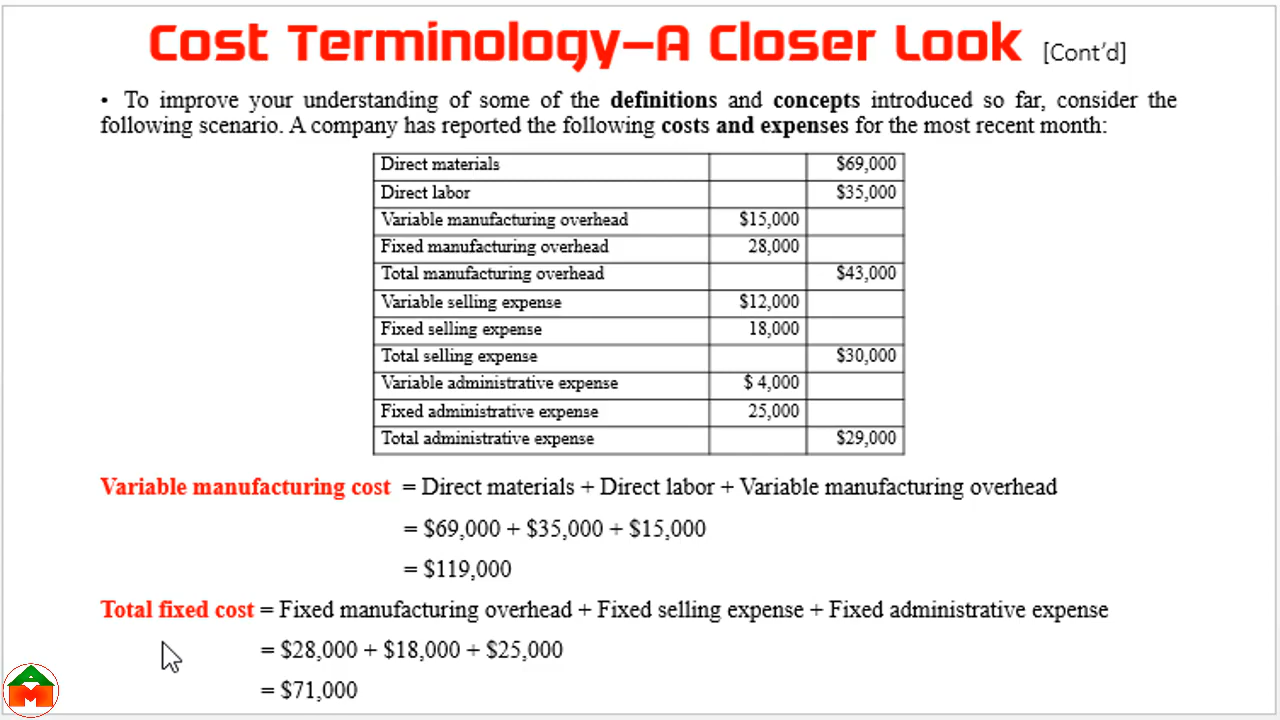 Cost Terminology–A Closer Look [Cont’d]
• To improve your understanding of some of the definitions and concepts introduced so far, consider the
following scenario. A company has reported the following costs and expenses for the most recent month:
Direct materials $69,000
Direct labor $35,000
Variable manufacturing overhead $15,000
Fixed manufacturing overhead 28,000
Total manufacturing overhead $43,000
Variable selling expense $12,000
Fixed selling expense 18,000
Total selling expense $30,000
Variable administrative expense $ 4,000
Fixed administrative expense 25,000
Total administrative expense $29,000
Variable manufacturing cost = Direct materials + Direct labor + Variable manufacturing overhead
= $69,000 + $35,000 + $15,000
= $119,000
Total fixed cost = Fixed manufacturing overhead + Fixed selling expense + Fixed administrative expense
= $28,000 + $18,000 + $25,000
= $71,000